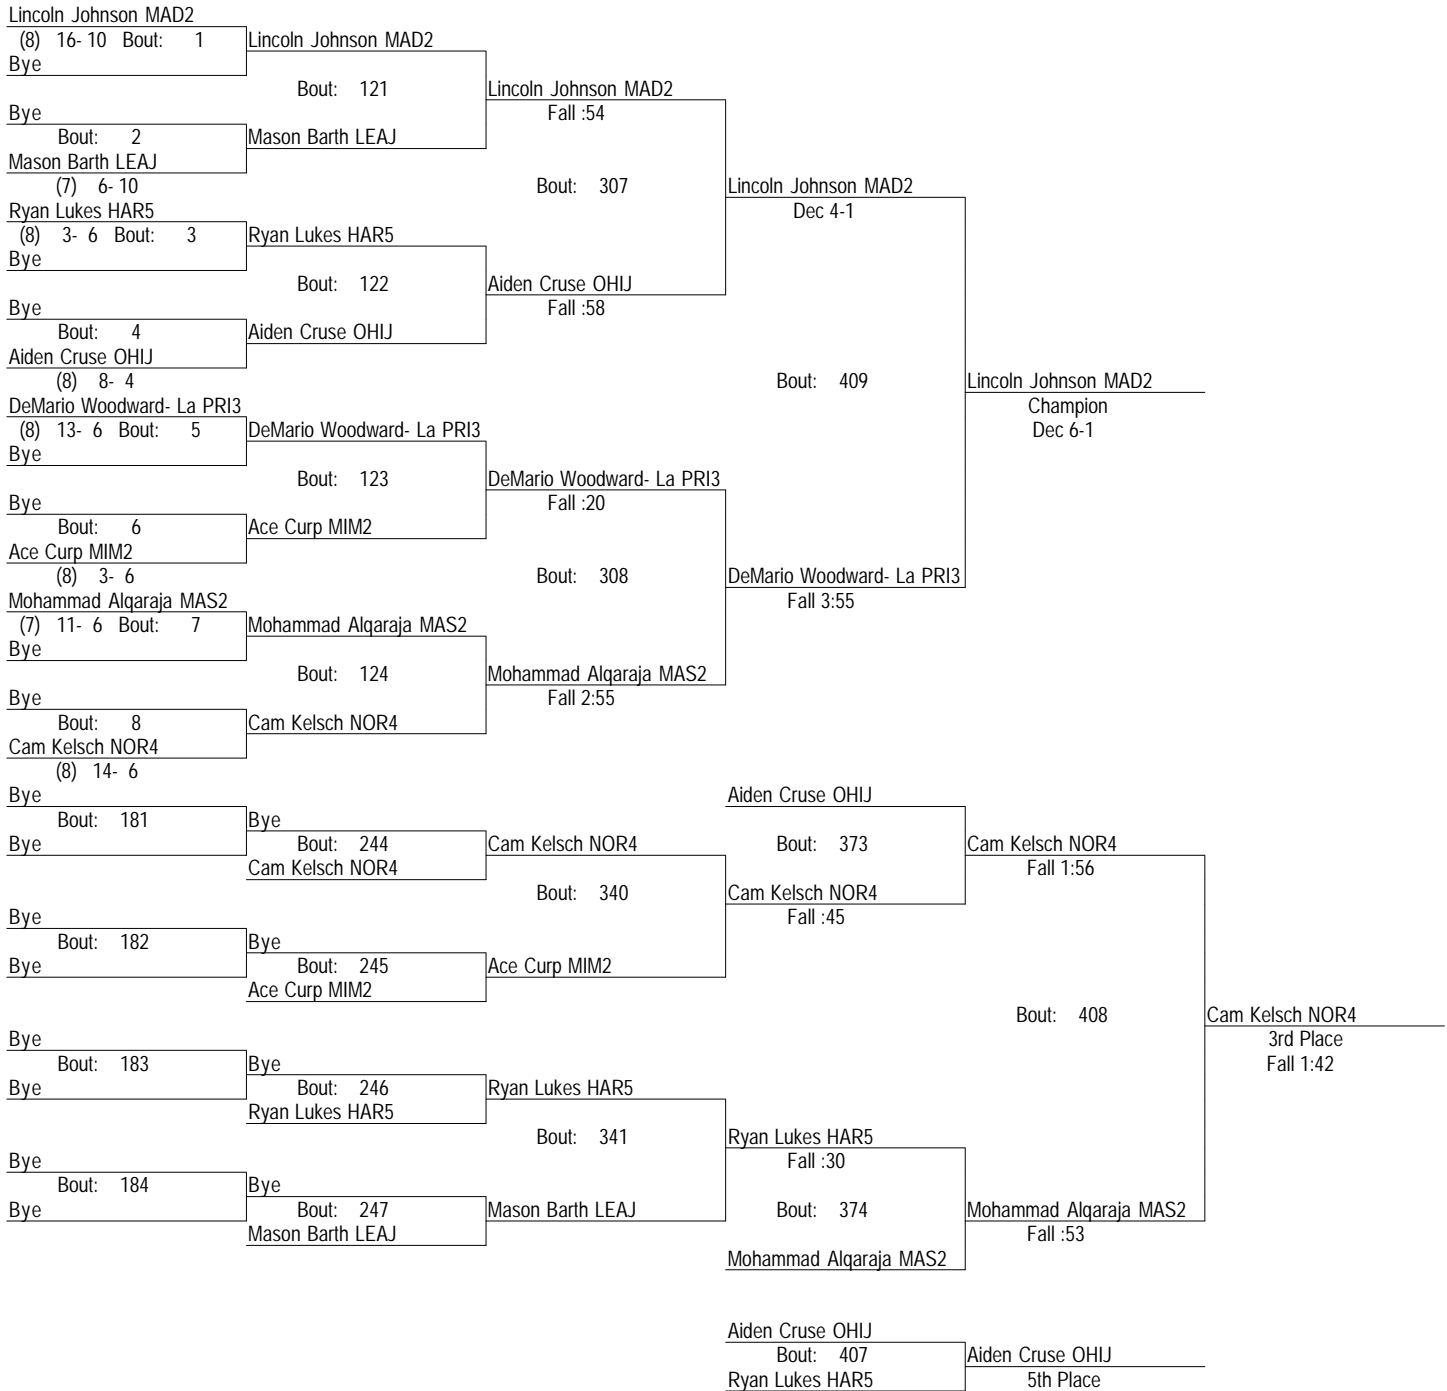 Lincoln Johnson MAD2
(8) 16- 10 Bout: 1 Lincoln Johnson MAD2
Bye
Bout: 121 Lincoln Johnson MAD2
Bye Fall :54
Bout: 2 Mason Barth LEAJ
Mason Barth LEAJ
(7) 6- 10 Bout: 307 Lincoln Johnson MAD2
Ryan Lukes HAR5 Dec 4-1
(8) 3- 6 Bout: 3 Ryan Lukes HAR5
Bye
Bout: 122 Aiden Cruse OHIJ
Bye Fall :58
Bout: 4 Aiden Cruse OHIJ
Aiden Cruse OHIJ
(8) 8- 4 Bout: 409 Lincoln Johnson MAD2
DeMario Woodward- La PRI3 Champion
(8) 13- 6 Bout: 5 DeMario Woodward- La PRI3 Dec 6-1
Bye
Bout: 123 DeMario Woodward- La PRI3
Bye Fall :20
Bout: 6 Ace Curp MIM2
Ace Curp MIM2
(8) 3- 6 Bout: 308 DeMario Woodward- La PRI3
Mohammad Alqaraja MAS2 Fall 3:55
(7) 11- 6 Bout: 7 Mohammad Alqaraja MAS2
Bye
Bout: 124 Mohammad Alqaraja MAS2
Bye Fall 2:55
Bout: 8 Cam Kelsch NOR4
Cam Kelsch NOR4
(8) 14- 6
Bye Aiden Cruse OHIJ
Bout: 181 Bye
Bye Bout: 244 Cam Kelsch NOR4 Bout: 373 Cam Kelsch NOR4
Cam Kelsch NOR4 Fall 1:56
Bout: 340 Cam Kelsch NOR4
Bye Fall :45
Bout: 182 Bye
Bye Bout: 245 Ace Curp MIM2
Ace Curp MIM2
Bout: 408 Cam Kelsch NOR4
Bye 3rd Place
Bout: 183 Bye Fall 1:42
Bye Bout: 246 Ryan Lukes HAR5
Ryan Lukes HAR5
Bout: 341 Ryan Lukes HAR5
Bye Fall :30
Bout: 184 Bye
Bye Bout: 247 Mason Barth LEAJ Bout: 374 Mohammad Alqaraja MAS2
Mason Barth LEAJ Fall :53
Mohammad Alqaraja MAS2
Aiden Cruse OHIJ
Bout: 407 Aiden Cruse OHIJ
Ryan Lukes HAR5 5th Place